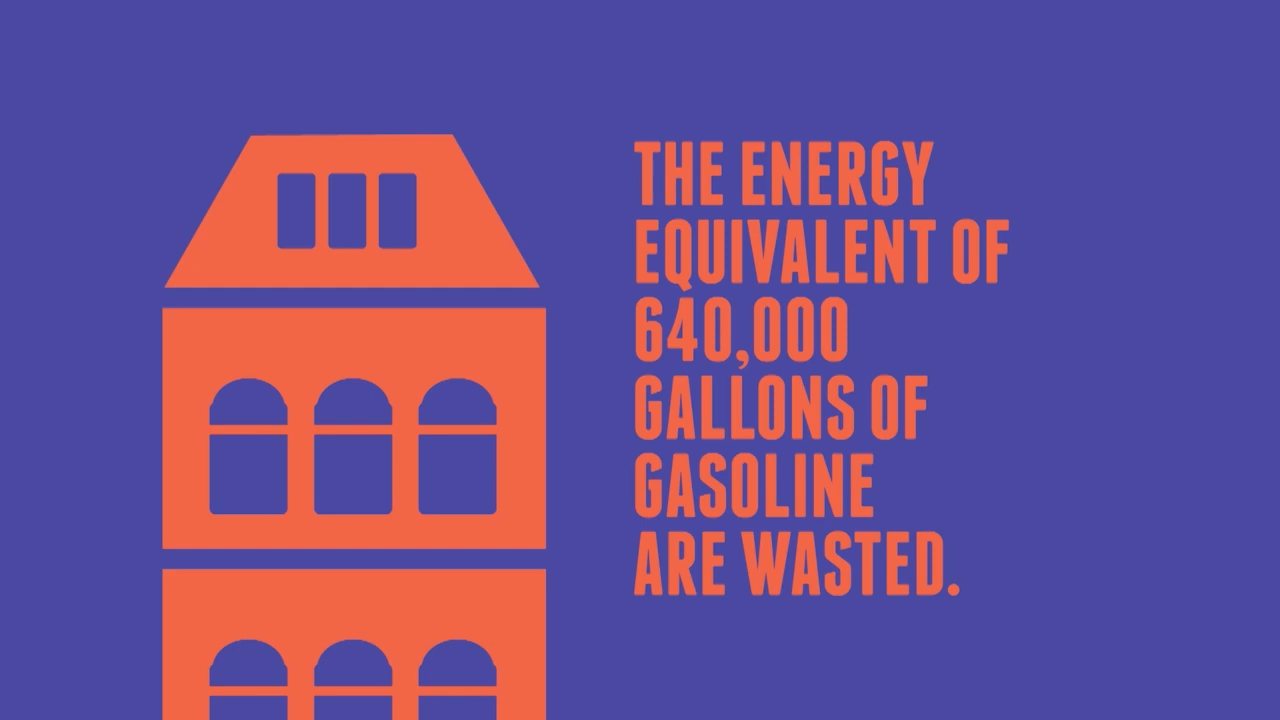 THE ENERGY
EQUIVALENT OF
640,000
GALLONS OF
GASOLINE
ARE WASTED.